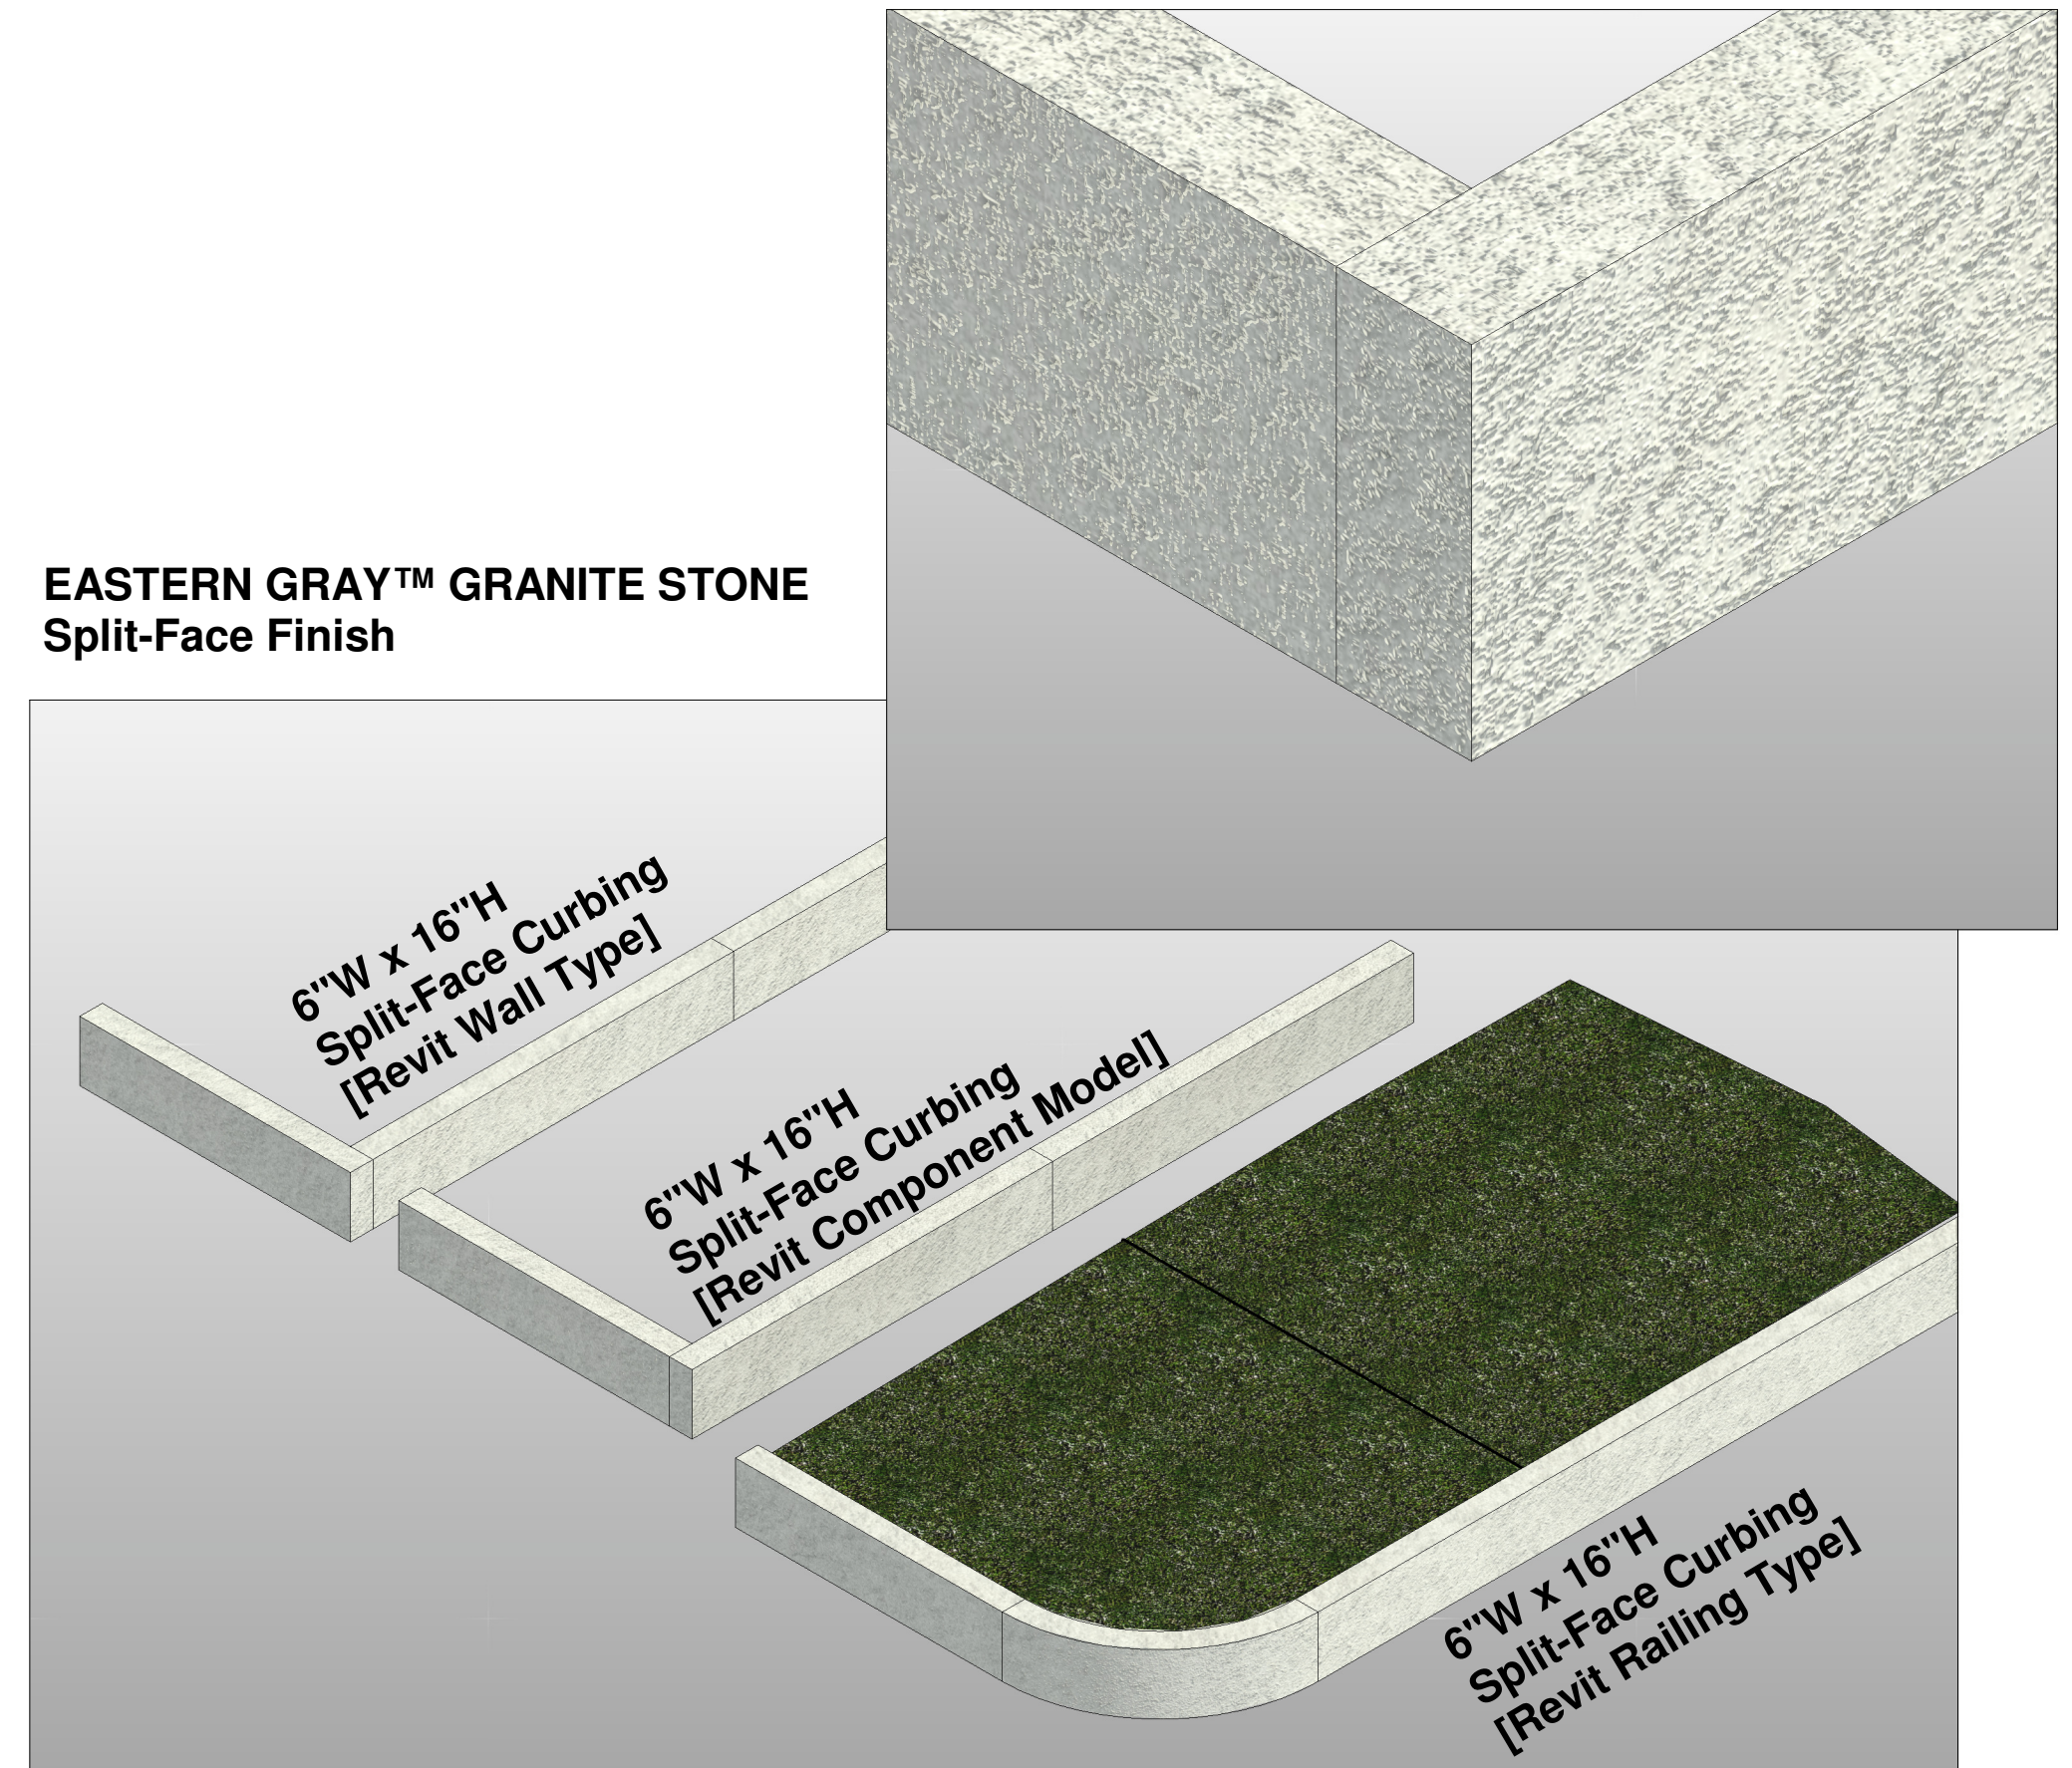 EASTERN GRAY™ GRANITE STONE
Split-Face Finish
6"W x 16"H
Split-Face Curbing
[Revit Wall Type]
6"W x 16"H
Split-Face Curbing
[Revit Component Model]
6"W x 16"H
Split-Face Curbing
[Revit Railing Type]